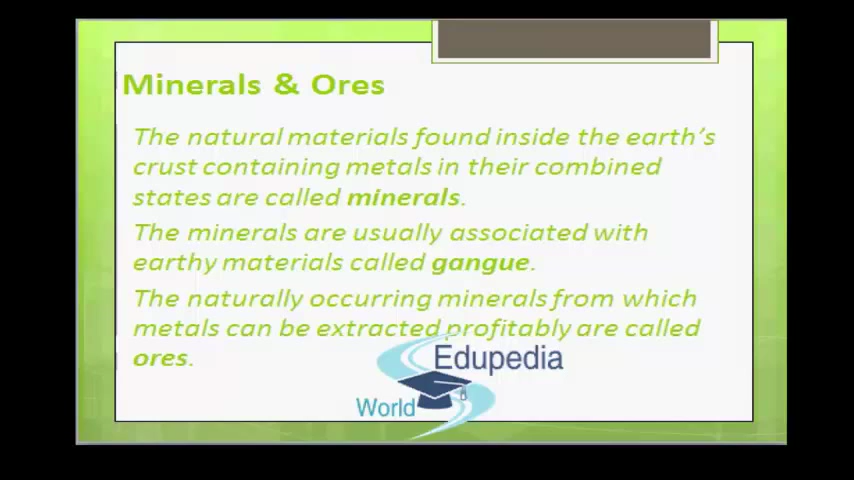 Minerals & Ores
The natural materials found inside the earth's
crust containing metals in their combined
states are called minerals.
The minerals are usually associated with
earthy materials called gangue.
The naturally occurring minerals from which
metals can be extracted profitably are called
ores.
Edupedia
World